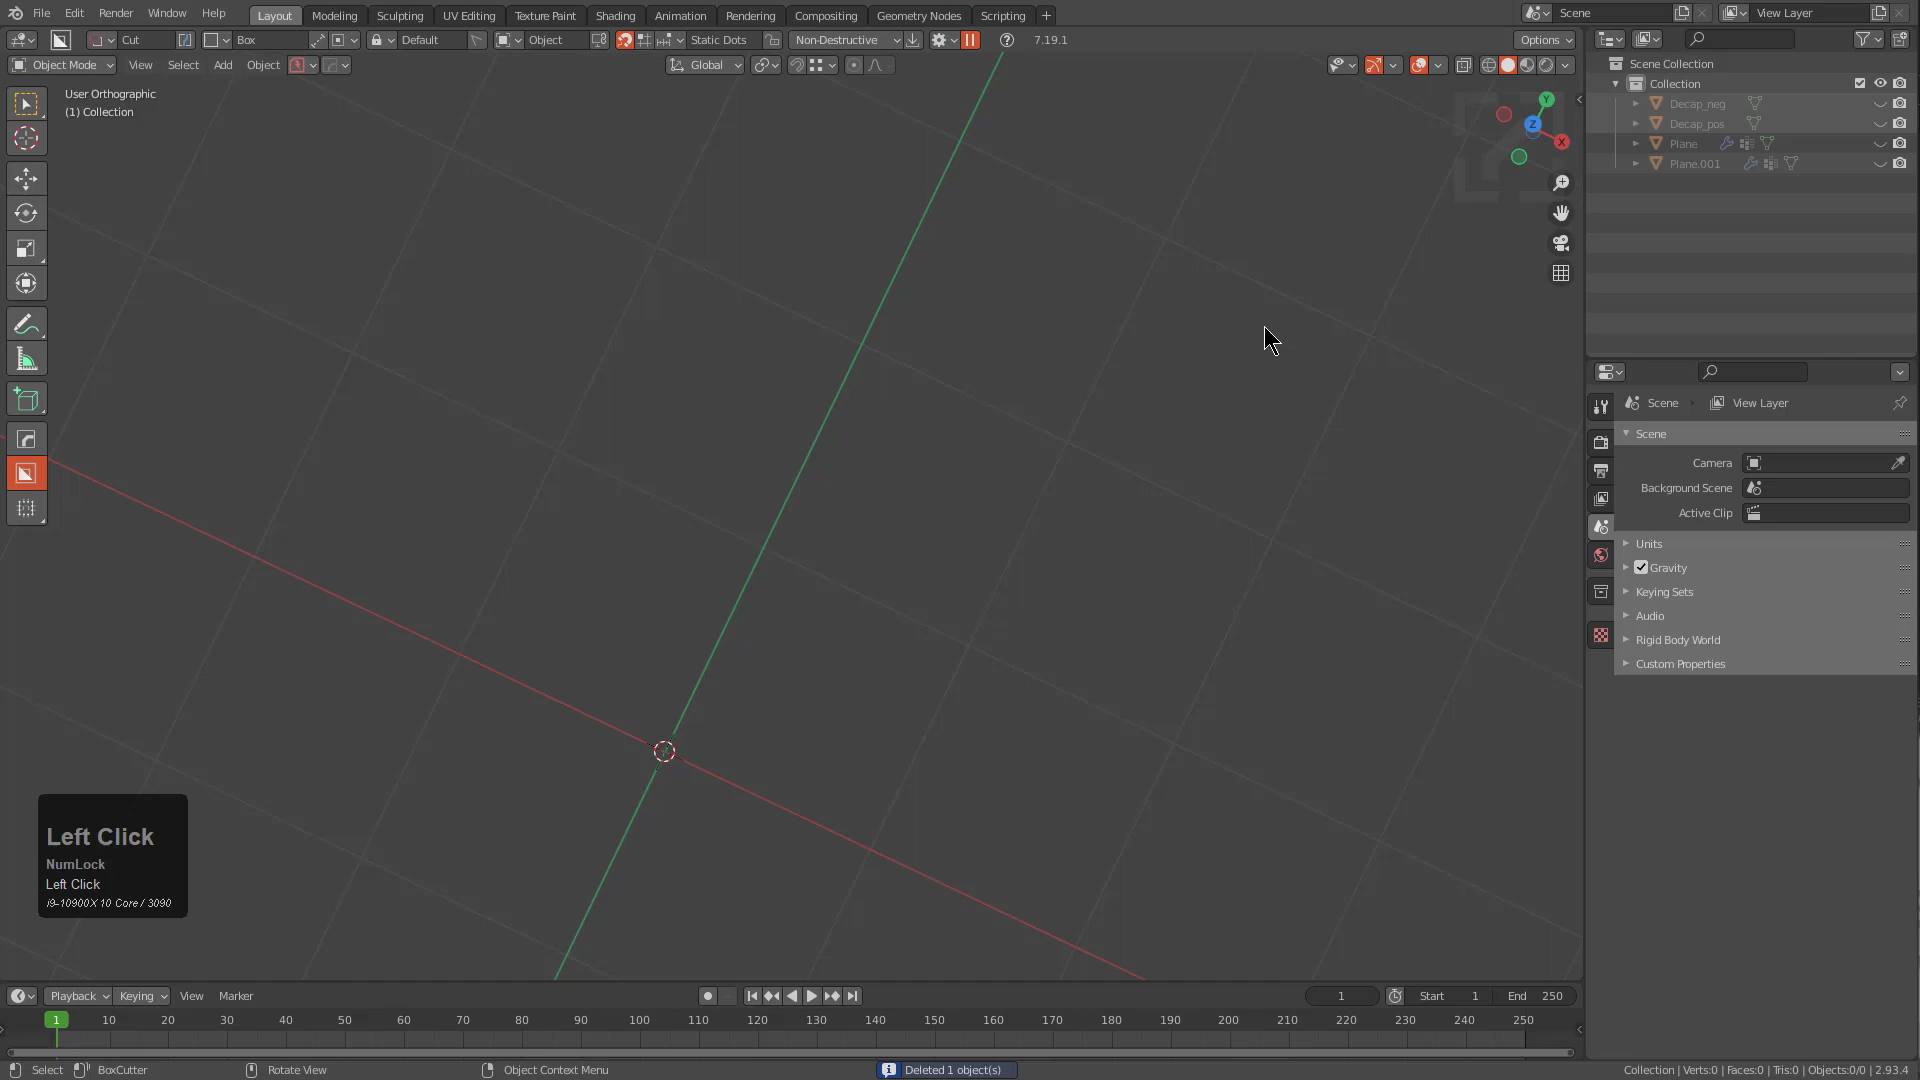 File Edit Render Window Help
Layout Modeling Sculpting UV Editing Texture Paint Shading Animation Rendering Compositing Geometry Nodes Scripting +
Scene View Layer
Cut Box Default Object Static Dots Non-Destructive 7.19.1 Options
Object Mode View Select Add Object Global
User Orthographic
(1) Collection
Y
Z
X
Scene Collection
Collection
Decap_neg
Decap_pos
Plane
Plane.001
Scene View Layer
Scene
Camera
Background Scene
Active Clip
Units
Gravity
Keying Sets
Audio
Rigid Body World
Custom Properties
Left Click
NumLock
Left Click
i9-10900X 10 Core / 3090
Playback Keying View Marker 1 Start 1 End 250
1 10 20 30 40 50 60 70 80 90 100 110 120 130 140 150 160 170 180 190 200 210 220 230 240 250
Select BoxCutter Rotate View Object Context Menu Deleted 1 object(s) Collection | Verts:0 | Faces:0 | Tris:0 | Objects:0/0 | 2.93.4